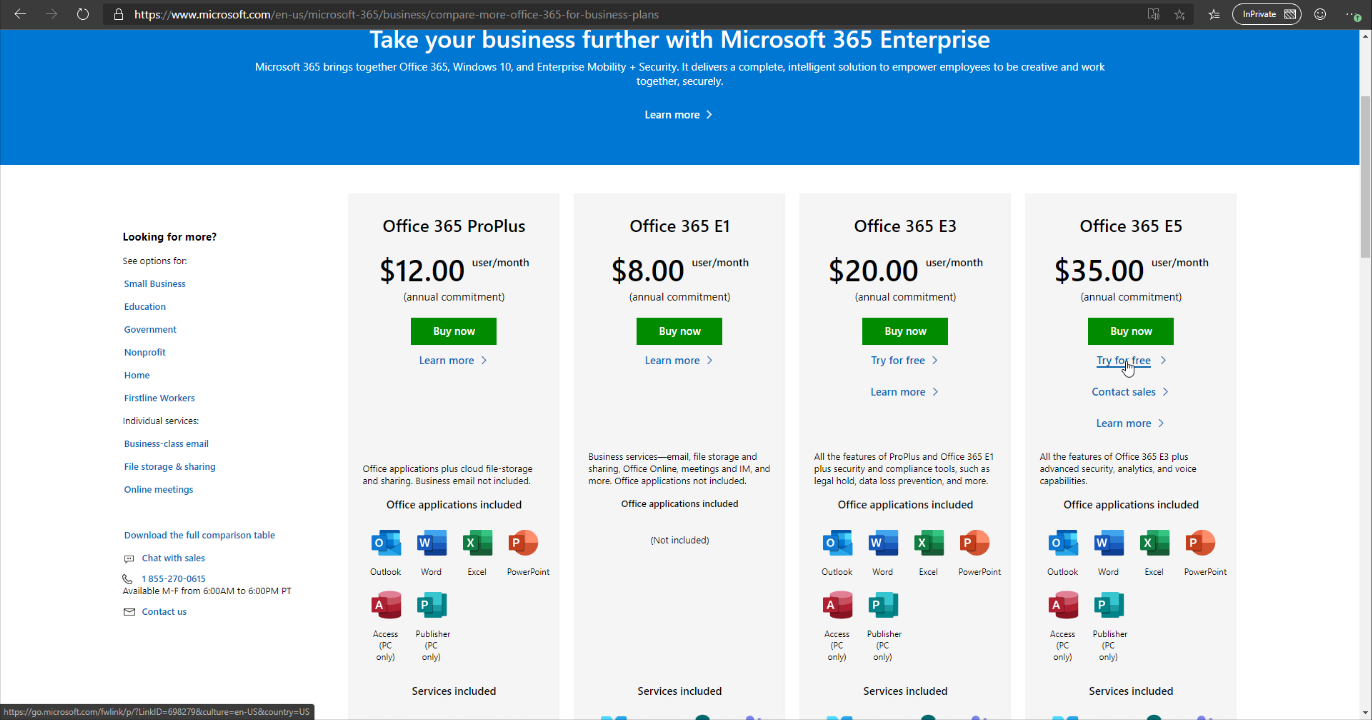 https://www.microsoft.com/en-us/microsoft-365/business/compare-more-office-365-for-business-plans
InPrivate
Take your business further with Microsoft 365 Enterprise
Microsoft 365 brings together Office 365, Windows 10, and Enterprise Mobility + Security. It delivers a complete, intelligent solution to empower employees to be creative and work
together, securely.
Learn more
Looking for more?
See options for:
Small Business
Education
Government
Nonprofit
Home
Firstline Workers
Individual services:
Business-class email
File storage & sharing
Online meetings
Download the full comparison table
Chat with sales
1 855-270-0615
Available M-F from 6:00AM to 6:00PM PT
Contact us
Office 365 ProPlus
$12.00 user/month
(annual commitment)
Buy now
Learn more
Office applications plus cloud file-storage
and sharing. Business email not included.
Office applications included
Outlook Word Excel PowerPoint
Access
(PC
only)
Publisher
(PC
only)
Services included
Office 365 E1
$8.00 user/month
(annual commitment)
Buy now
Learn more
Business services—email, file storage and
sharing, Office Online, meetings and IM, and
more. Office applications not included.
Office applications included
(Not included)
Services included
Office 365 E3
$20.00 user/month
(annual commitment)
Buy now
Try for free
Learn more
All the features of ProPlus and Office 365 E1
plus security and compliance tools, such as
legal hold, data loss prevention, and more.
Office applications included
Outlook Word Excel PowerPoint
Access
(PC
only)
Publisher
(PC
only)
Services included
Office 365 E5
$35.00 user/month
(annual commitment)
Buy now
Try for free
Contact sales
Learn more
All the features of Office 365 E3 plus
advanced security, analytics, and voice
capabilities.
Office applications included
Outlook Word Excel PowerPoint
Access
(PC
only)
Publisher
(PC
only)
Services included
https://go.microsoft.com/fwlink/p/?LinkID=698279&culture=en-US&country=US